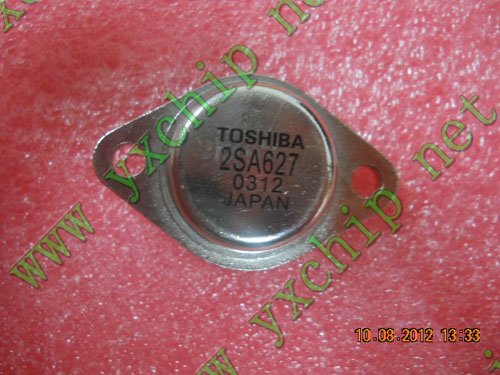 TOSHIBA
2SA627
0312
JAPAN
www yxchip net
www yxchip net
10.08.2012 13:33